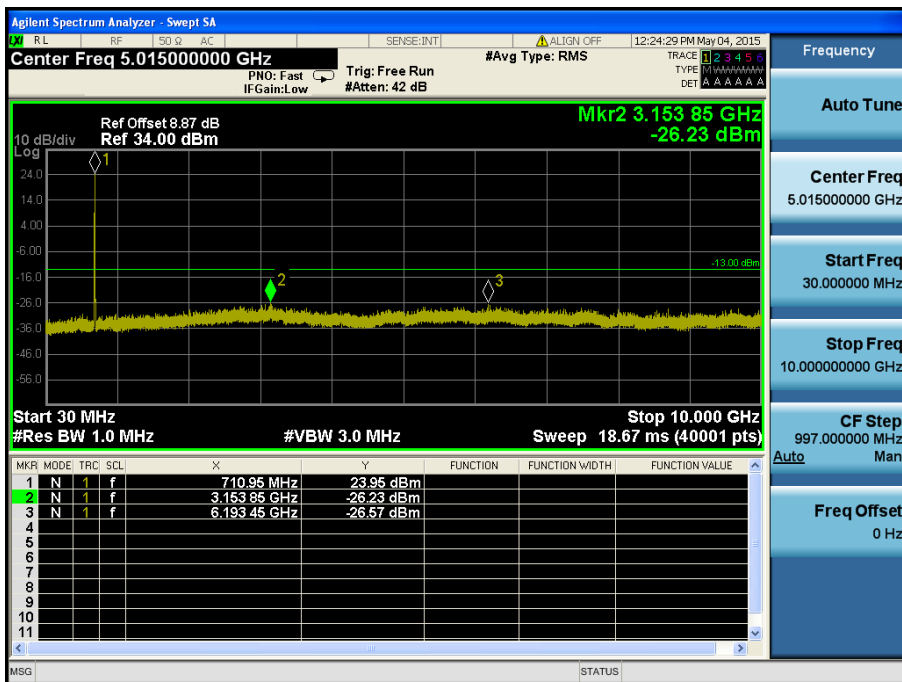 Agilent Spectrum Analyzer - Swept SA
LXI RL RF 50 Ω AC SENSE:INT ALIGN OFF 12:24:29 PM May 04, 2015
Center Freq 5.015000000 GHz
PNO: Fast
IFGain:Low
Trig: Free Run
#Atten: 42 dB
#Avg Type: RMS
TRACE 1 2 3 4 5 6
TYPE M WWWWW
DET A A A A A A
Frequency
Auto Tune
Center Freq
5.015000000 GHz
Start Freq
30.000000 MHz
Stop Freq
10.000000000 GHz
CF Step
997.000000 MHz
Auto Man
Freq Offset
0 Hz
Mkr2 3.153 85 GHz
-26.23 dBm
Ref Offset 8.87 dB
10 dB/div Ref 34.00 dBm
Log
1
24.0
14.0
4.00
-6.00
-13.00 dBm
-16.0
2
3
-26.0
-36.0
-46.0
-56.0
Start 30 MHz Stop 10.000 GHz
#Res BW 1.0 MHz #VBW 3.0 MHz Sweep 18.67 ms (40001 pts)
MKR MODE TRC SCL X Y FUNCTION FUNCTION WIDTH FUNCTION VALUE
1 N 1 f 710.95 MHz 23.95 dBm
2 N 1 f 3.153 85 GHz -26.23 dBm
3 N 1 f 6.193 45 GHz -26.57 dBm
4
5
6
7
8
9
10
11
MSG STATUS